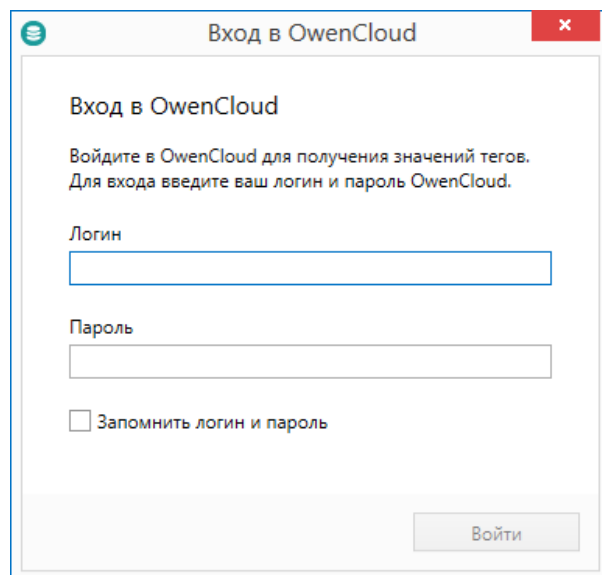 Вход в OwenCloud
Вход в OwenCloud
Войдите в OwenCloud для получения значений тегов.
Для входа введите ваш логин и пароль OwenCloud.
Логин
Пароль
Запомнить логин и пароль
Войти